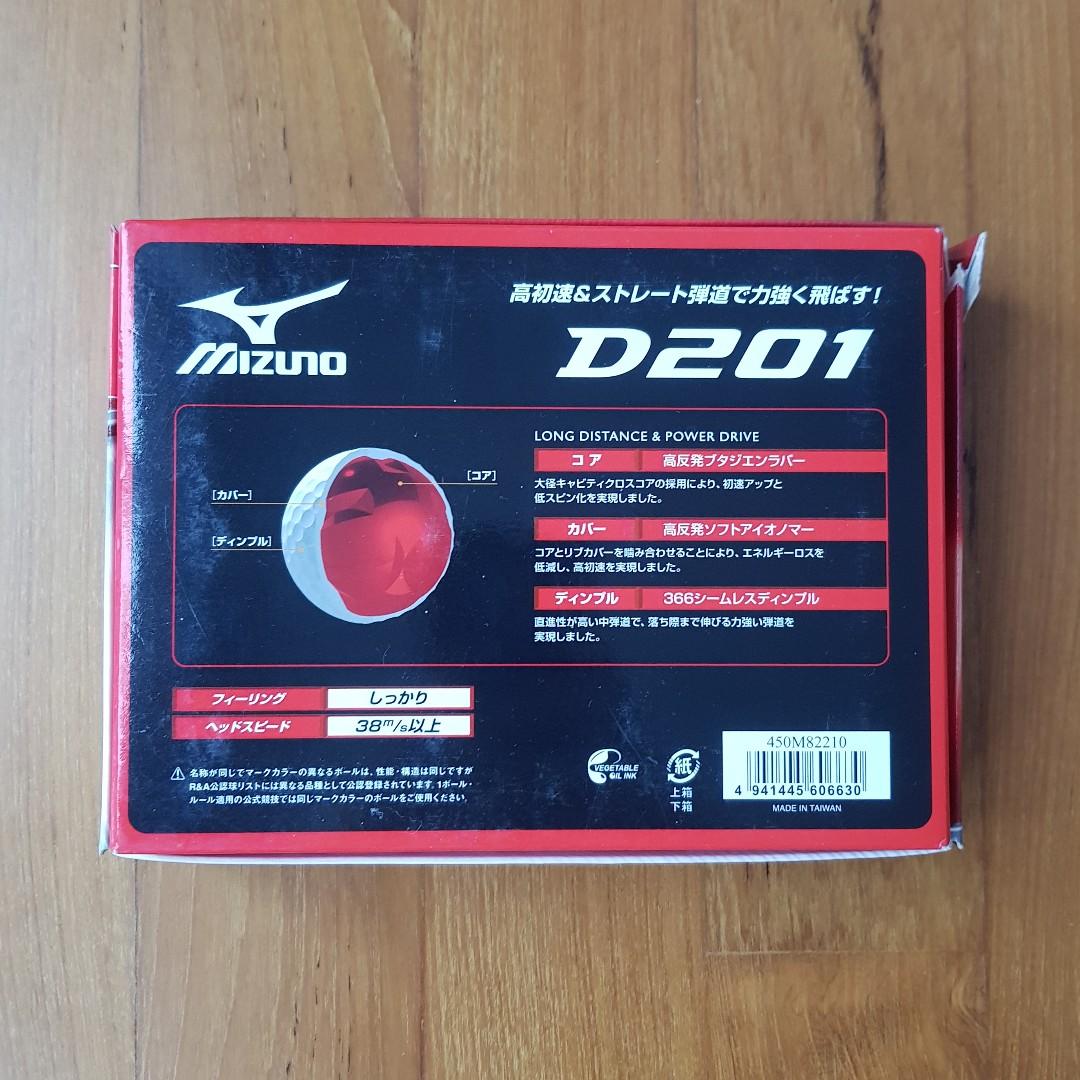 MIZUNO
高初速&ストレート弾道で力強く飛ばす!
D201
[コア]
[カバー]
[ディンプル]
LONG DISTANCE & POWER DRIVE
コア 高反発ブタジエンラバー
大径キャビティクロスコアの採用により、初速アップと
低スピン化を実現しました。
カバー 高反発ソフトアイオノマー
コアとリブカバーを噛み合わせることにより、エネルギーロスを
低減し、高初速を実現しました。
ディンプル 366シームレスディンプル
直進性が高い中弾道で、落ち際まで伸びる力強い弾道を
実現しました。
フィーリング しっかり
ヘッドスピード 38m/s以上
⚠ 名称が同じでマークカラーの異なるボールは、性能・構造は同じですが
R&A公認球リストには異なる品種として公認登録されています。1ボール・
ルール適用の公式競技では同じマークカラーのボールをご使用ください。
VEGETABLE
OIL INK
紙
上箱
下箱
450M82210
4 941445 606630
MADE IN TAIWAN